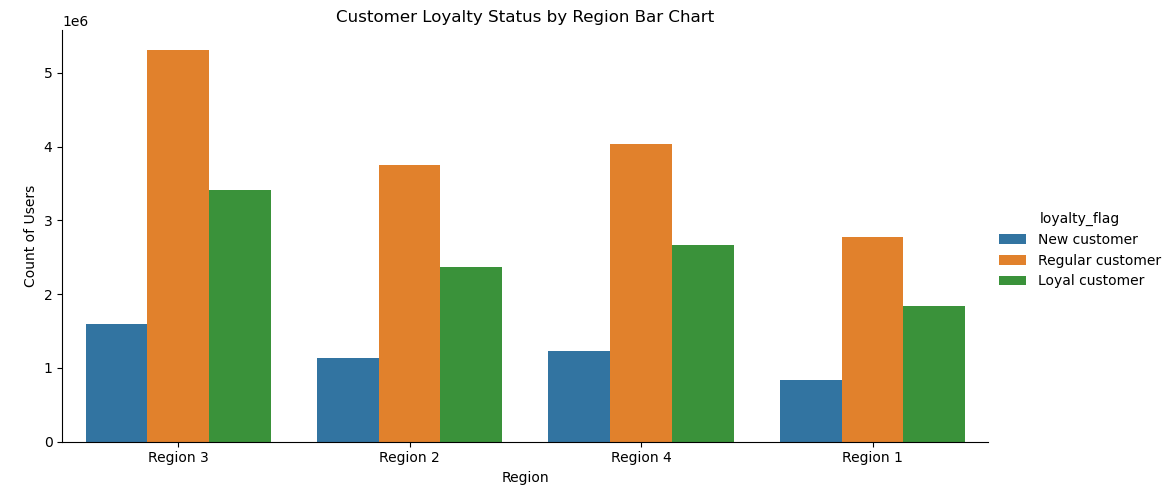 Customer Loyalty Status by Region Bar Chart
1e6
5
4
3
2
1
0
Count of Users
Region 3
Region 2
Region 4
Region 1
Region
loyalty_flag
New customer
Regular customer
Loyal customer